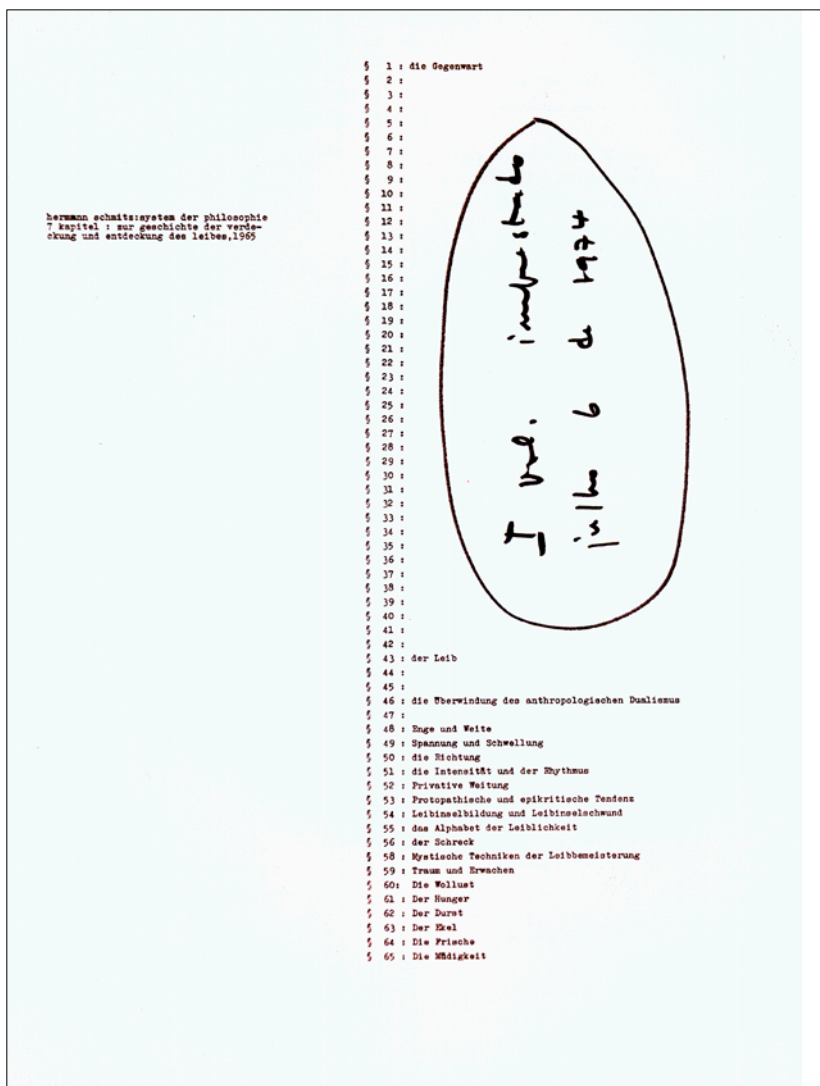 hermann schmitz:system der philosophie
7 kapitel : zur geschichte der verde-
ckung und entdeckung des leibes,1965
§ 1 : die Gegenwart
§ 2 :
§ 3 :
§ 4 :
§ 5 :
§ 6 :
§ 7 :
§ 8 :
§ 9 :
§ 10 :
§ 11 :
§ 12 :
§ 13 :
§ 14 :
§ 15 :
§ 16 :
§ 17 :
§ 18 :
§ 19 :
§ 20 :
§ 21 :
§ 22 :
§ 23 :
§ 24 :
§ 25 :
§ 26 :
§ 27 :
§ 28 :
§ 29 :
§ 30 :
§ 31 :
§ 32 :
§ 33 :
§ 34 :
§ 35 :
§ 36 :
§ 37 :
§ 38 :
§ 39 :
§ 40 :
§ 41 :
§ 42 :
§ 43 : der Leib
§ 44 :
§ 45 :
§ 46 : die Überwindung des anthropologischen Dualismus
§ 47 :
§ 48 : Enge und Weite
§ 49 : Spannung und Schwellung
§ 50 : die Richtung
§ 51 : die Intensität und der Rhythmus
§ 52 : Privative Weitung
§ 53 : Protopathische und epikritische Tendenz
§ 54 : Leibinselbildung und Leibinselschwund
§ 55 : das Alphabet der Leiblichkeit
§ 56 : der Schreck
§ 58 : Mystische Techniken der Leibbemeisterung
§ 59 : Traum und Erwachen
§ 60: Die Wollust
§ 61 : Der Hunger
§ 62 : Der Durst
§ 63 : Der Ekel
§ 64 : Die Frische
§ 65 : Die Müdigkeit
I
julho 6 de 1974